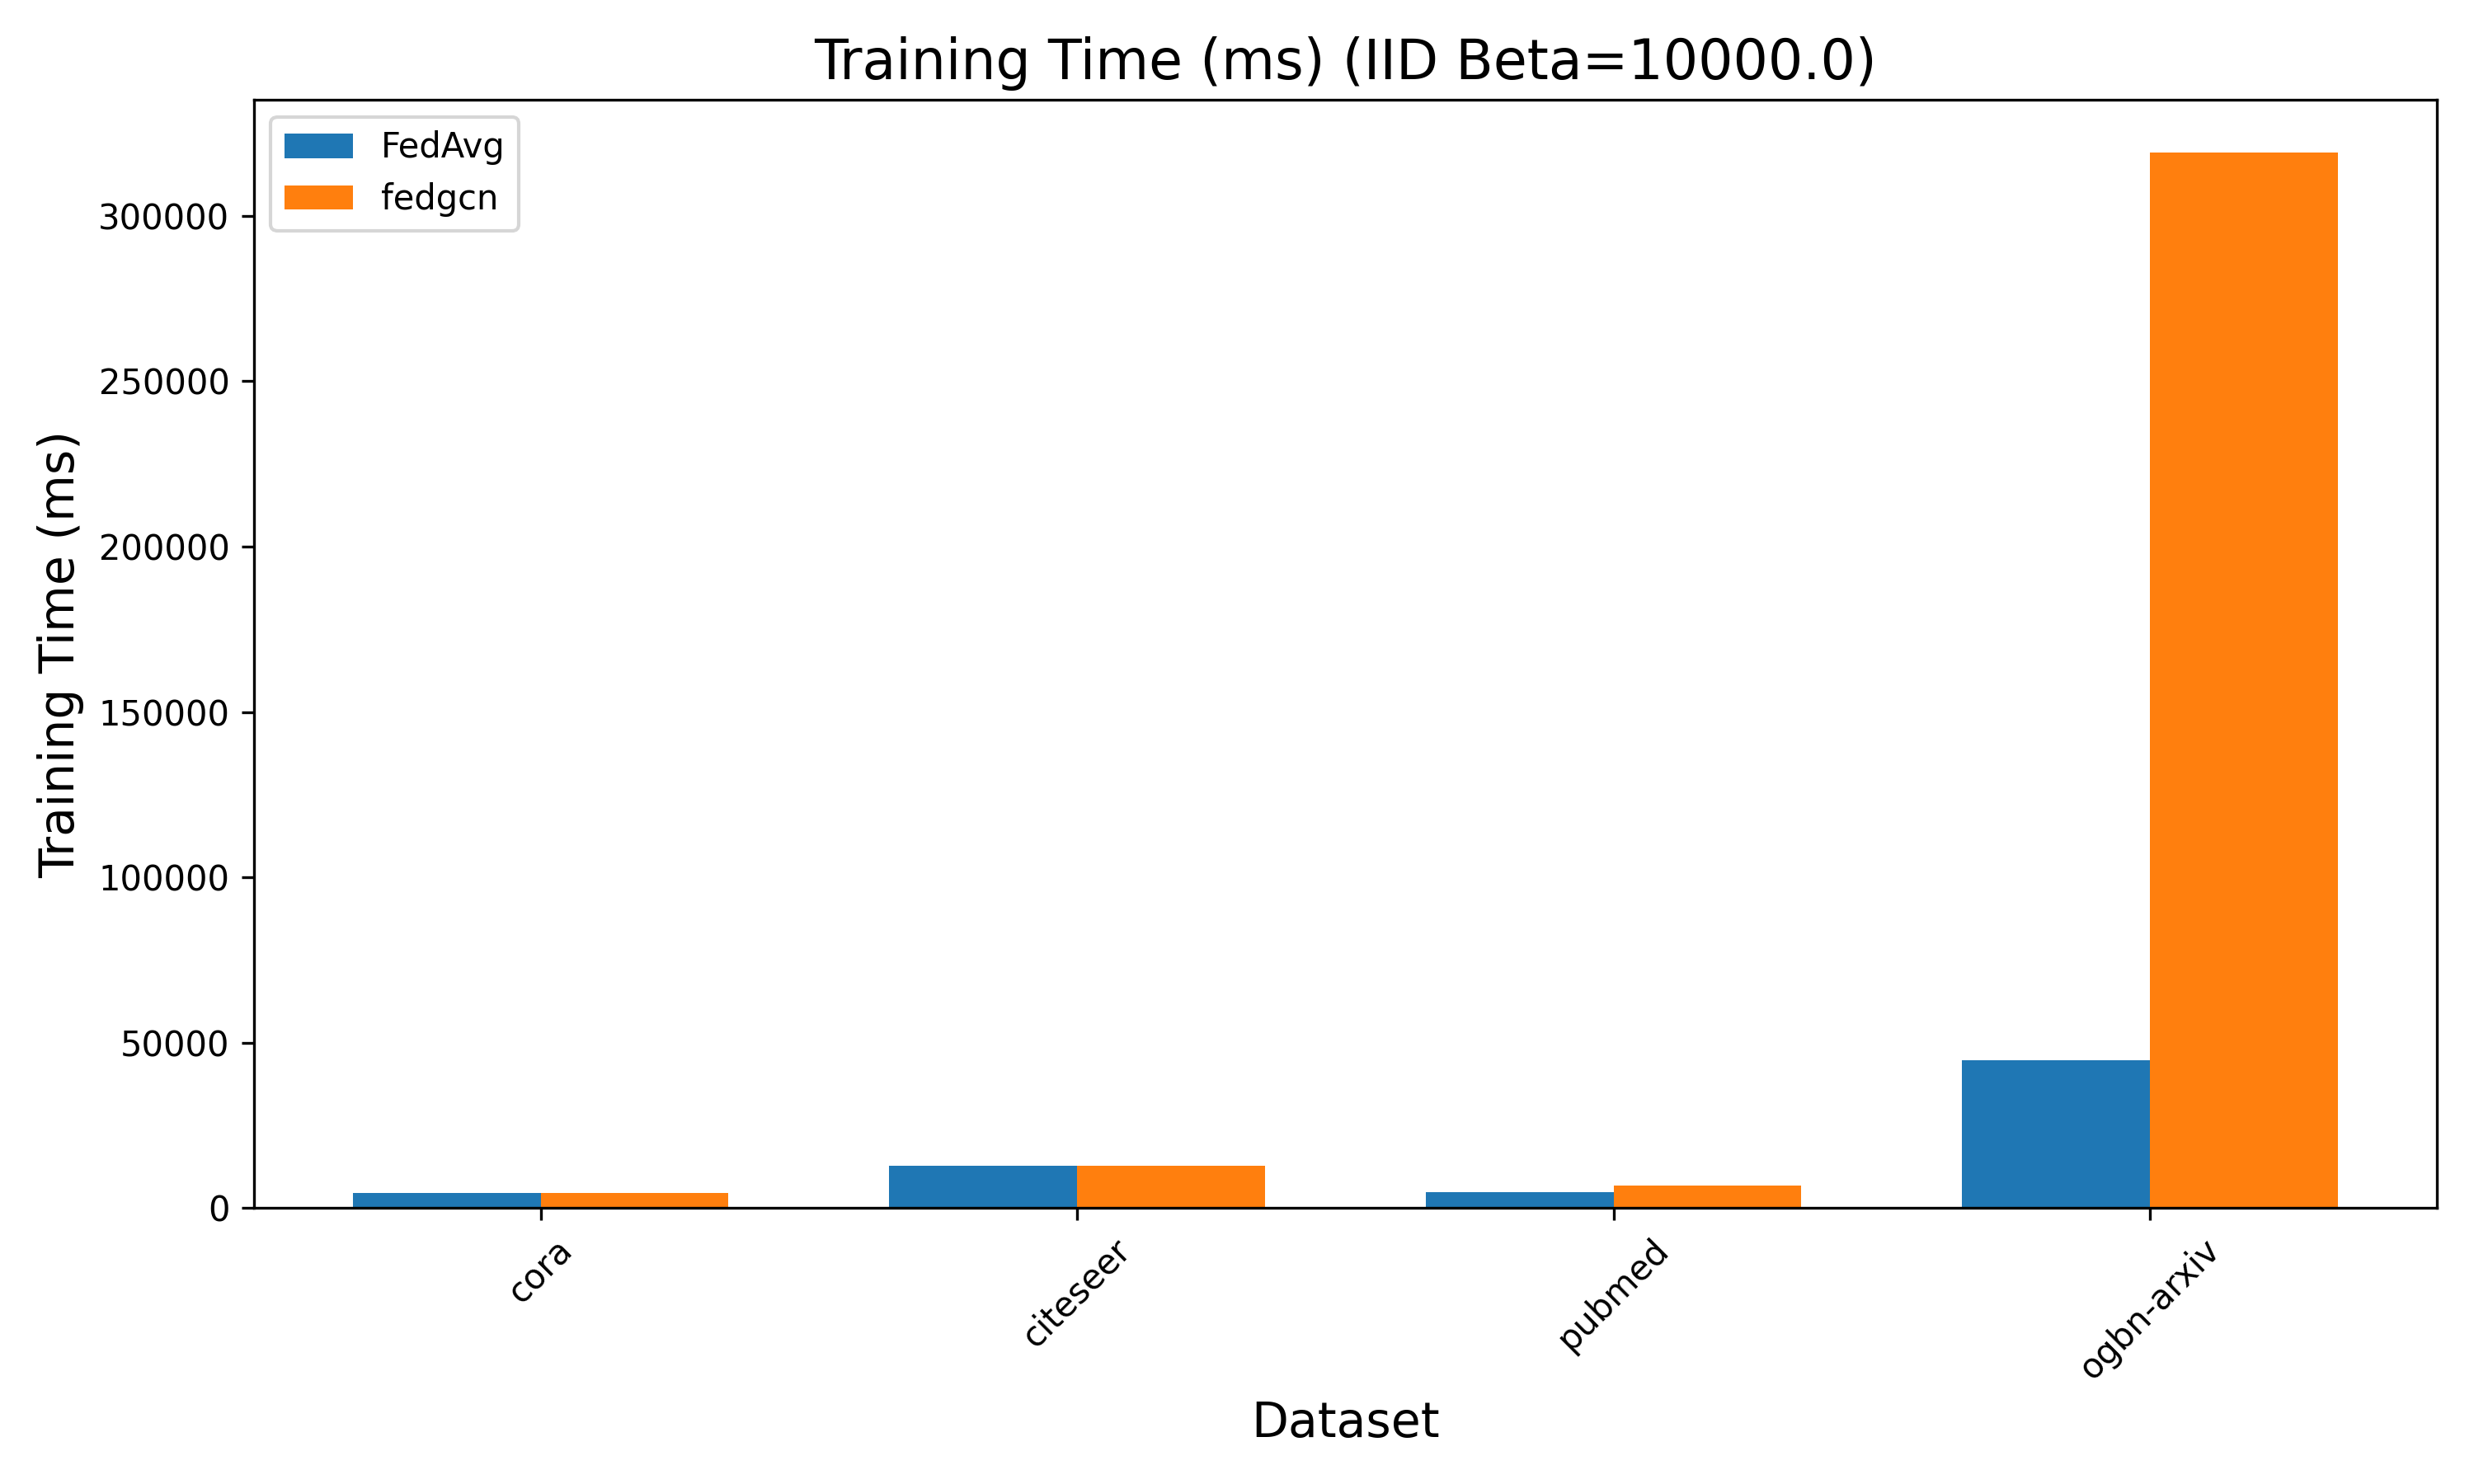 Training Time (ms) (IID Beta=10000.0)
FedAvg
fedgcn
Training Time (ms)
300000
250000
200000
150000
100000
50000
0
cora
citeseer
pubmed
ogbn-arxiv
Dataset